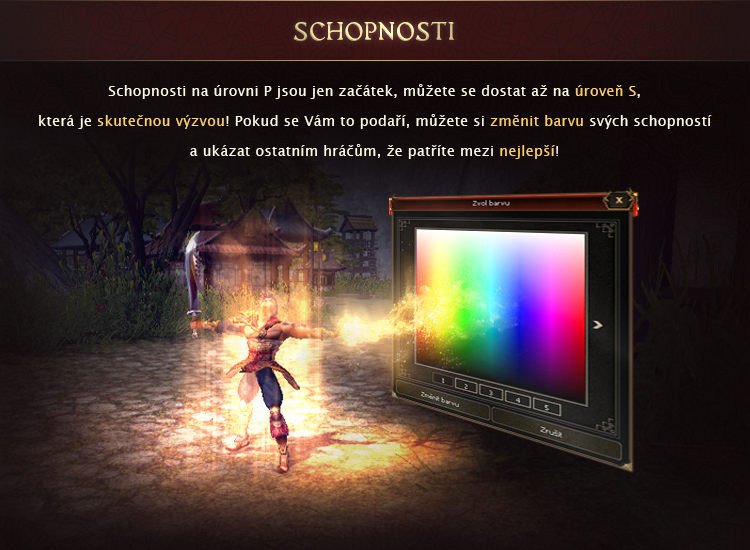 SCHOPNOSTI
Schopnosti na úrovni P jsou jen začátek, můžete se dostat až na úroveň S,
která je skutečnou výzvou! Pokud se Vám to podaří, můžete si změnit barvu svých schopností
a ukázat ostatním hráčům, že patříte mezi nejlepší!
Zvol barvu
x
1 2 3 4 5
Změnit barvu
Zrušit